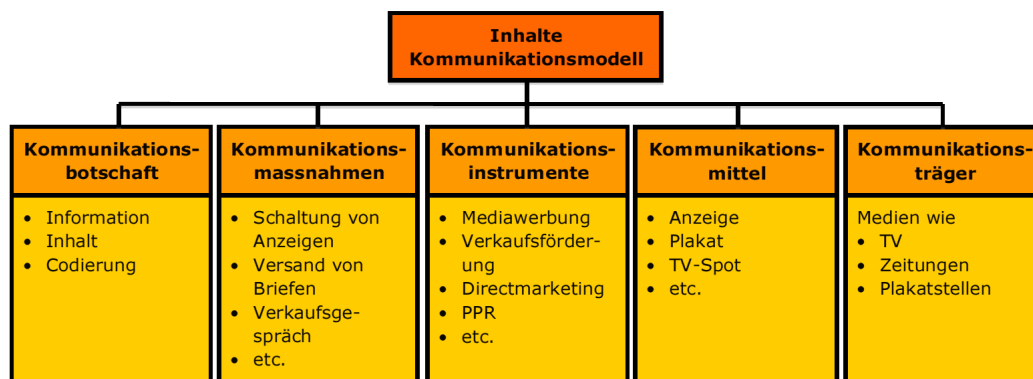 Inhalte
Kommunikationsmodell
Kommunikations-
botschaft
• Information
• Inhalt
• Codierung
Kommunikations-
massnahmen
• Schaltung von
Anzeigen
• Versand von
Briefen
• Verkaufsge-
spräch
• etc.
Kommunikations-
instrumente
• Mediawerbung
• Verkaufsförder-
ung
• Directmarketing
• PPR
• etc.
Kommunikations-
mittel
• Anzeige
• Plakat
• TV-Spot
• etc.
Kommunikations-
träger
Medien wie
• TV
• Zeitungen
• Plakatstellen